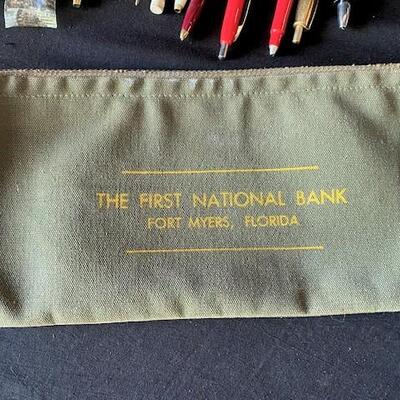 THE FIRST NATIONAL BANK
FORT MYERS, FLORIDA